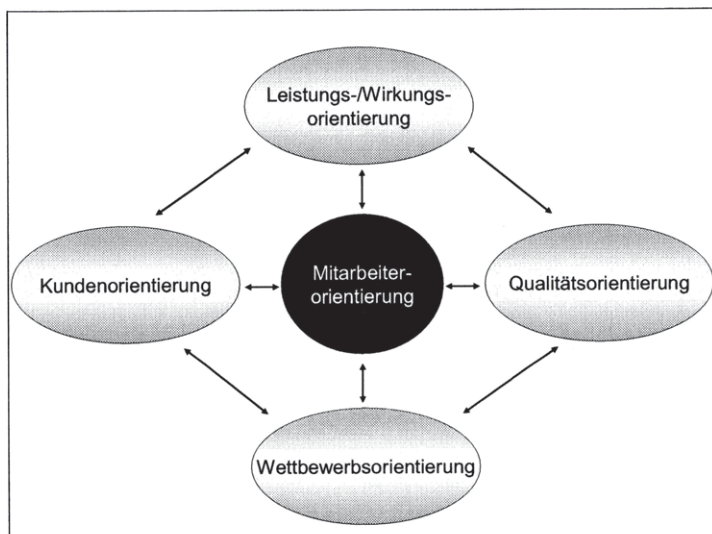 Leistungs-/Wirkungs-
orientierung
Kundenorientierung
Mitarbeiter-
orientierung
Qualitätsorientierung
Wettbewerbsorientierung